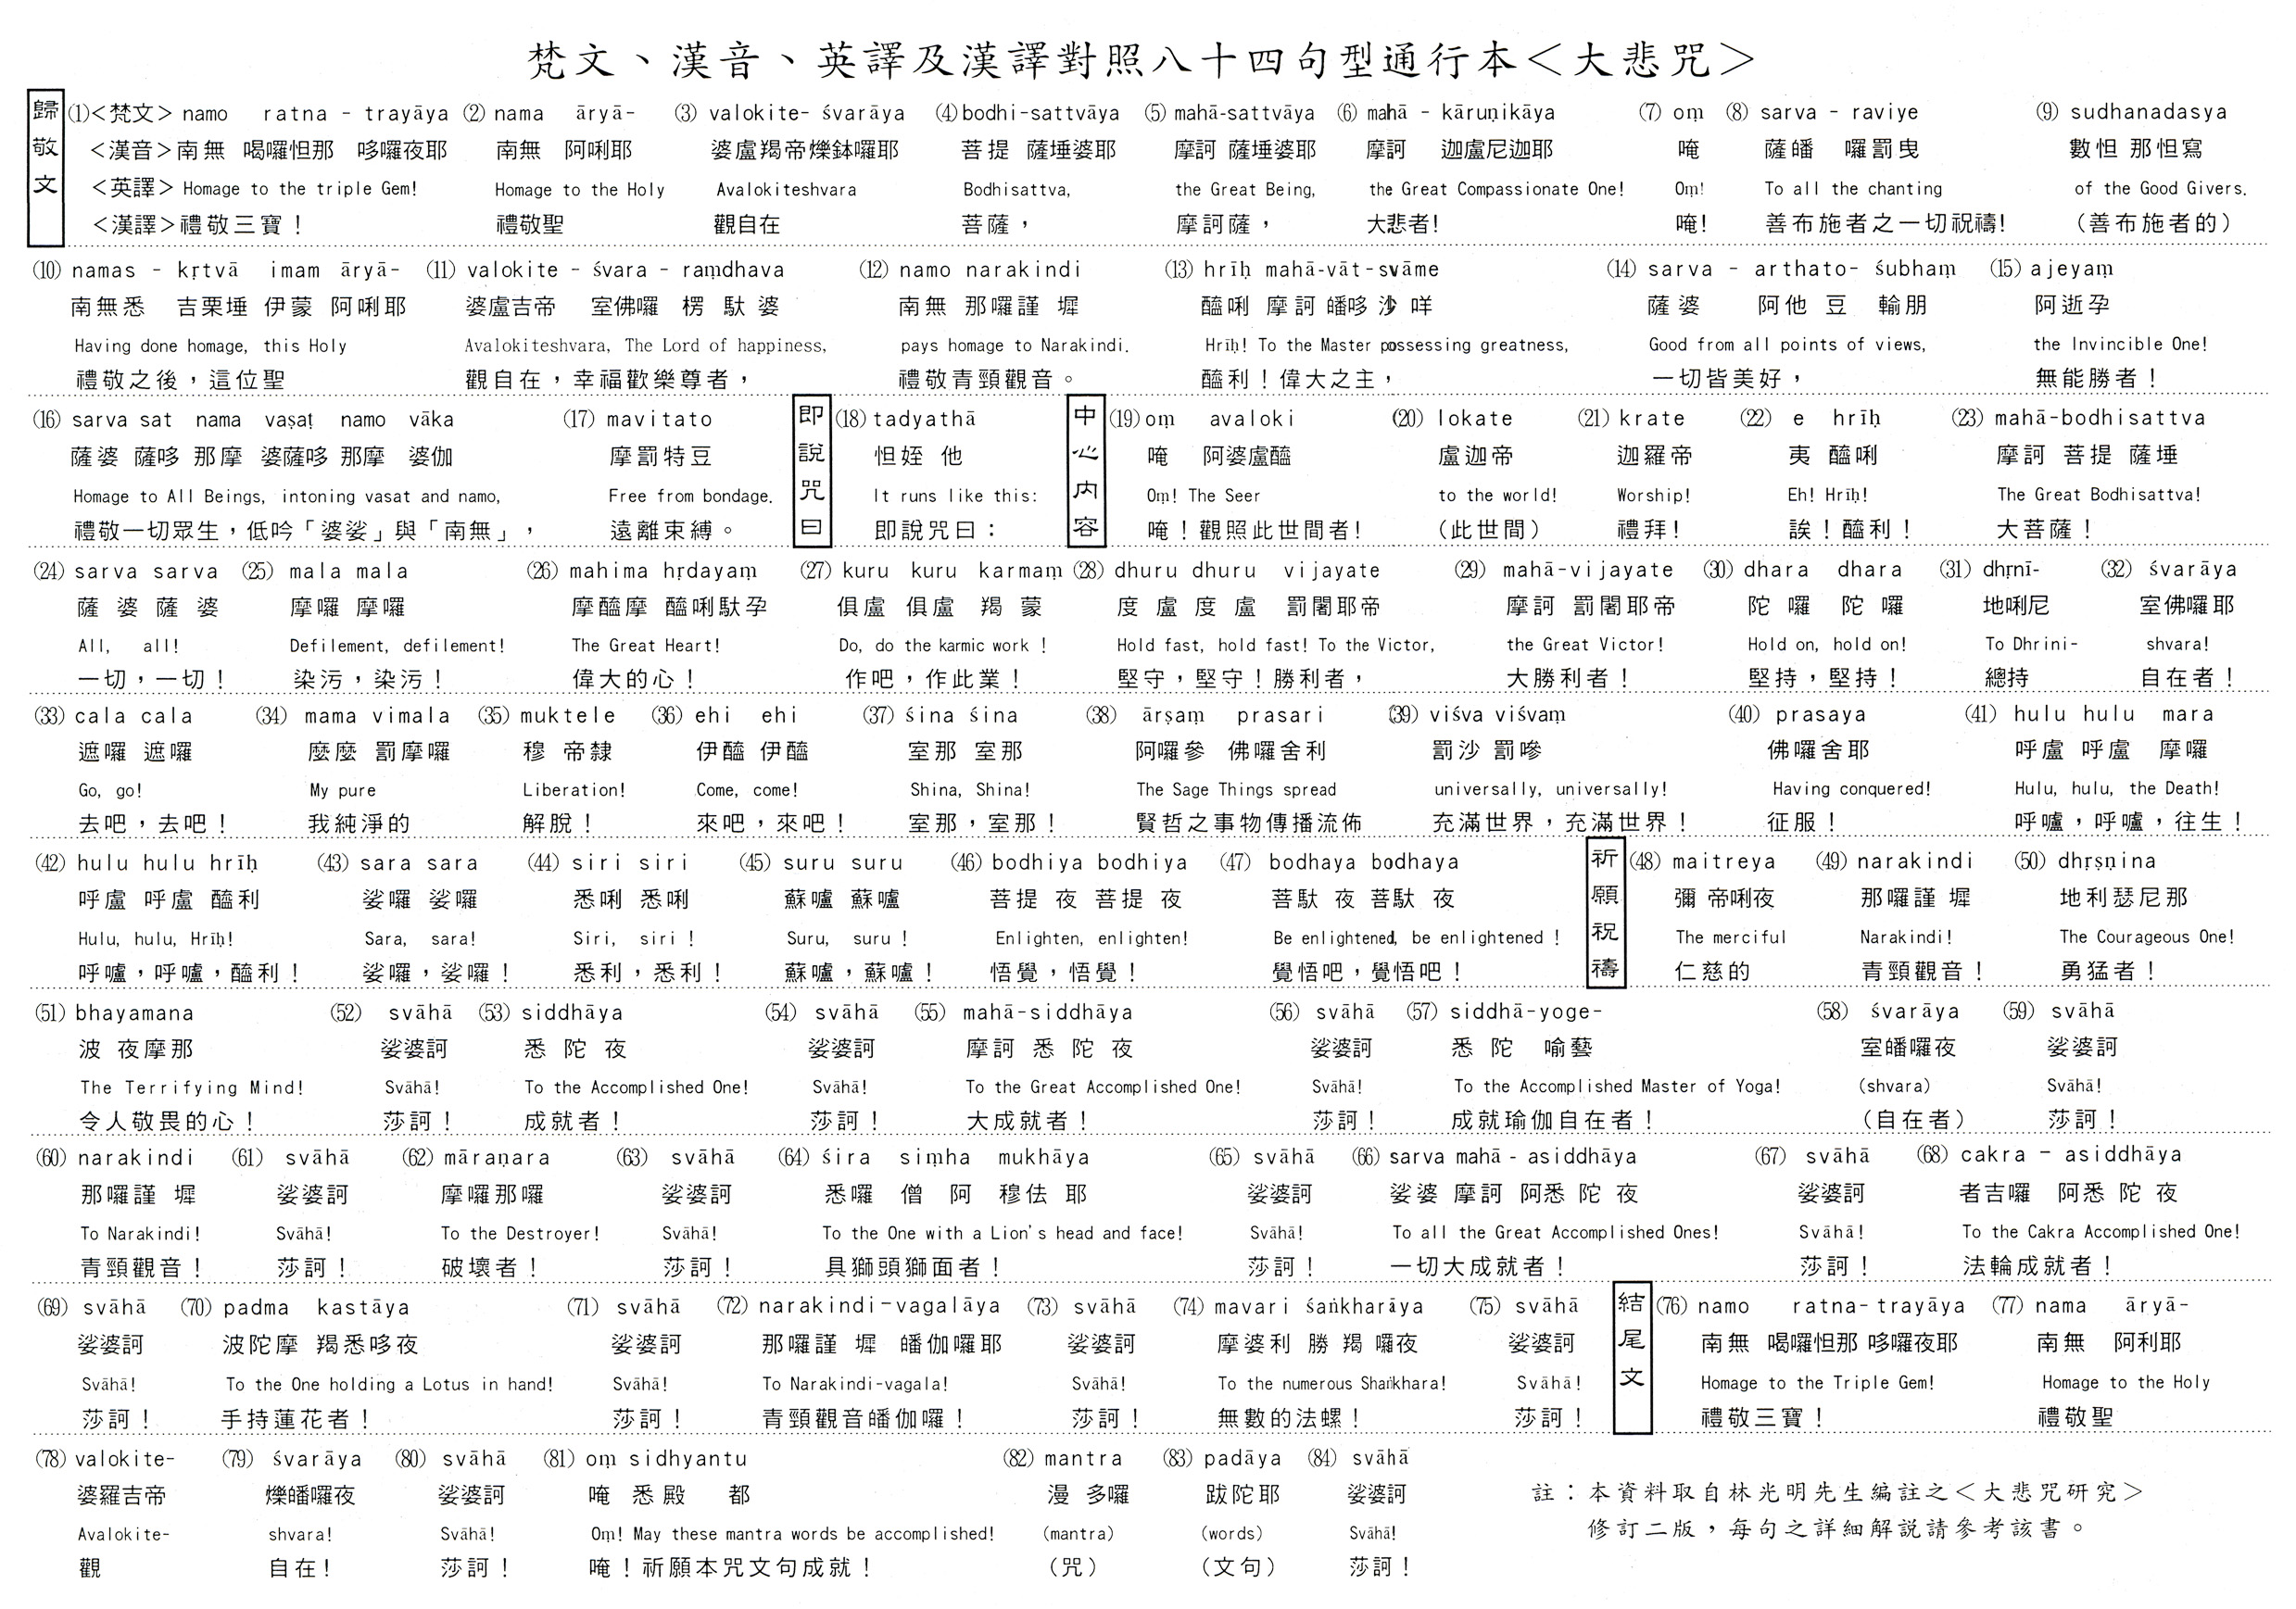 梵文、漢音、英譯及漢譯對照八十四句型通行本＜大悲咒＞
歸敬文
(1)＜梵文＞ namo ratna - trayāya (2) nama āryā- (3) valokite- śvarāya (4) bodhi-sattvāya (5) mahā-sattvāya (6) mahā - kāruṇikāya (7) oṃ (8) sarva - raviye (9) sudhanadasya
＜漢音＞南無 喝囉怛那 哆囉夜耶 南無 阿唎耶 婆盧羯帝爍鉢囉耶 菩提 薩埵婆耶 摩訶 薩埵婆耶 摩訶 迦盧尼迦耶 唵 薩皤 囉罰曳 數怛 那怛寫
＜英譯＞ Homage to the triple Gem! Homage to the Holy Avalokiteshvara Bodhisattva, the Great Being, the Great Compassionate One! Oṃ! To all the chanting of the Good Givers.
＜漢譯＞禮敬三寶！ 禮敬聖 觀自在 菩薩， 摩訶薩， 大悲者! 唵! 善布施者之一切祝禱! （善布施者的）
(10) namas - kṛtvā imam āryā- (11) valokite - śvara - raṃdhava (12) namo narakindi (13) hrīḥ mahā-vāt-svāme (14) sarva - arthato- śubhaṃ (15) ajeyaṃ
南無悉 吉栗埵 伊蒙 阿唎耶 婆盧吉帝 室佛囉 楞 馱 婆 南無 那囉謹 墀 醯唎 摩訶 皤哆 沙 咩 薩婆 阿他 豆 輸朋 阿逝孕
Having done homage, this Holy Avalokiteshvara, The Lord of happiness, pays homage to Narakindi. Hrīḥ! To the Master possessing greatness, Good from all points of views, the Invincible One!
禮敬之後，這位聖 觀自在，幸福歡樂尊者， 禮敬青頸觀音。 醯利！偉大之主， 一切皆美好， 無能勝者！
(16) sarva sat nama vaṣaṭ namo vāka (17) mavitato 即說咒曰 (18) tadyathā 中心內容 (19) oṃ avaloki (20) lokate (21) krate (22) e hrīḥ (23) mahā-bodhisattva
薩婆 薩哆 那摩 婆薩哆 那摩 婆伽 摩罰特豆 怛姪 他 唵 阿婆盧醯 盧迦帝 迦羅帝 夷 醯唎 摩訶 菩提 薩埵
Homage to All Beings, intoning vasat and namo, Free from bondage. It runs like this: Oṃ! The Seer to the world! Worship! Eh! Hrīḥ! The Great Bodhisattva!
禮敬一切眾生，低吟「婆娑」與「南無」， 遠離束縛。 即說咒曰： 唵！觀照此世間者! （此世間） 禮拜! 誒！醯利！ 大菩薩！
(24) sarva sarva (25) mala mala (26) mahima hṛdayaṃ (27) kuru kuru karmaṃ (28) dhuru dhuru vijayate (29) mahā-vijayate (30) dhara dhara (31) dhṛnī- (32) śvarāya
薩 婆 薩 婆 摩囉 摩囉 摩醯摩 醯唎馱孕 俱盧 俱盧 羯 蒙 度 盧 度 盧 罰闍耶帝 摩訶 罰闍耶帝 陀 囉 陀 囉 地唎尼 室佛囉耶
All, all! Defilement, defilement! The Great Heart! Do, do the karmic work ! Hold fast, hold fast! To the Victor, the Great Victor! Hold on, hold on! To Dhrini- shvara!
一切，一切！ 染污，染污！ 偉大的心！ 作吧，作此業！ 堅守，堅守！勝利者， 大勝利者！ 堅持，堅持！ 總持 自在者！
(33) cala cala (34) mama vimala (35) muktele (36) ehi ehi (37) śina śina (38) ārṣaṃ prasari (39) viśva viśvaṃ (40) prasaya (41) hulu hulu mara
遮囉 遮囉 麼麼 罰摩囉 穆 帝隸 伊醯 伊醯 室那 室那 阿囉參 佛囉舍利 罰沙 罰嘇 佛囉舍耶 呼盧 呼盧 摩囉
Go, go! My pure Liberation! Come, come! Shina, Shina! The Sage Things spread universally, universally! Having conquered! Hulu, hulu, the Death!
去吧，去吧！ 我純淨的 解脫！ 來吧，來吧！ 室那，室那！ 賢哲之事物傳播流佈 充滿世界，充滿世界！ 征服！ 呼嚧，呼嚧，往生！
(42) hulu hulu hrīḥ (43) sara sara (44) siri siri (45) suru suru (46) bodhiya bodhiya (47) bodhaya bodhaya 祈願祝禱 (48) maitreya (49) narakindi (50) dhṛṣṇina
呼盧 呼盧 醯利 娑囉 娑囉 悉唎 悉唎 蘇嚧 蘇嚧 菩提 夜 菩提 夜 菩馱 夜 菩馱 夜 彌 帝唎夜 那囉謹 墀 地利瑟尼那
Hulu, hulu, Hrīḥ! Sara, sara! Siri, siri ! Suru, suru ! Enlighten, enlighten! Be enlightened, be enlightened ! The merciful Narakindi! The Courageous One!
呼嚧，呼嚧，醯利！ 娑囉，娑囉！ 悉利，悉利！ 蘇嚧，蘇嚧！ 悟覺，悟覺！ 覺悟吧，覺悟吧！ 仁慈的 青頸觀音！ 勇猛者！
(51) bhayamana (52) svāhā (53) siddhāya (54) svāhā (55) mahā-siddhāya (56) svāhā (57) siddhā-yoge- (58) śvarāya (59) svāhā
波 夜摩那 娑婆訶 悉 陀 夜 娑婆訶 摩訶 悉 陀 夜 娑婆訶 悉 陀 喻藝 室皤囉夜 娑婆訶
The Terrifying Mind! Svāhā! To the Accomplished One! Svāhā! To the Great Accomplished One! Svāhā! To the Accomplished Master of Yoga! (shvara) Svāhā!
令人敬畏的心！ 莎訶！ 成就者！ 莎訶！ 大成就者！ 莎訶！ 成就瑜伽自在者！ （自在者） 莎訶！
(60) narakindi (61) svāhā (62) māraṇara (63) svāhā (64) śira siṃha mukhāya (65) svāhā (66) sarva mahā - asiddhāya (67) svāhā (68) cakra - asiddhāya
那囉謹 墀 娑婆訶 摩囉那囉 娑婆訶 悉囉 僧 阿 穆佉 耶 娑婆訶 娑婆 摩訶 阿悉 陀 夜 娑婆訶 者吉囉 阿悉 陀 夜
To Narakindi! Svāhā! To the Destroyer! Svāhā! To the One with a Lion's head and face! Svāhā! To all the Great Accomplished Ones! Svāhā! To the Cakra Accomplished One!
青頸觀音！ 莎訶！ 破壞者！ 莎訶！ 具獅頭獅面者！ 莎訶！ 一切大成就者！ 莎訶！ 法輪成就者！
(69) svāhā (70) padma kastāya (71) svāhā (72) narakindi-vagalāya (73) svāhā (74) mavari śaṅkharāya (75) svāhā 結尾文 (76) namo ratna- trayāya (77) nama āryā-
娑婆訶 波陀摩 羯悉哆夜 娑婆訶 那囉謹 墀 皤伽囉耶 娑婆訶 摩婆利 勝 羯 囉夜 娑婆訶 南無 喝囉怛那 哆囉夜耶 南無 阿利耶
Svāhā! To the One holding a Lotus in hand! Svāhā! To Narakindi-vagala! Svāhā! To the numerous Shaṅkhara! Svāhā! Homage to the Triple Gem! Homage to the Holy
莎訶！ 手持蓮花者！ 莎訶！ 青頸觀音皤伽囉！ 莎訶！ 無數的法螺！ 莎訶！ 禮敬三寶！ 禮敬聖
(78) valokite- (79) śvarāya (80) svāhā (81) oṃ sidhyantu (82) mantra (83) padāya (84) svāhā
婆羅吉帝 爍皤囉夜 娑婆訶 唵 悉殿 都 漫 多囉 跋陀耶 娑婆訶
Avalokite- shvara! Svāhā! Oṃ! May these mantra words be accomplished! (mantra) (words) Svāhā!
觀 自在！ 莎訶！ 唵！祈願本咒文句成就！ （咒） （文句） 莎訶！
註：本資料取自林光明先生編註之＜大悲咒研究＞
修訂二版，每句之詳細解說請參考該書。